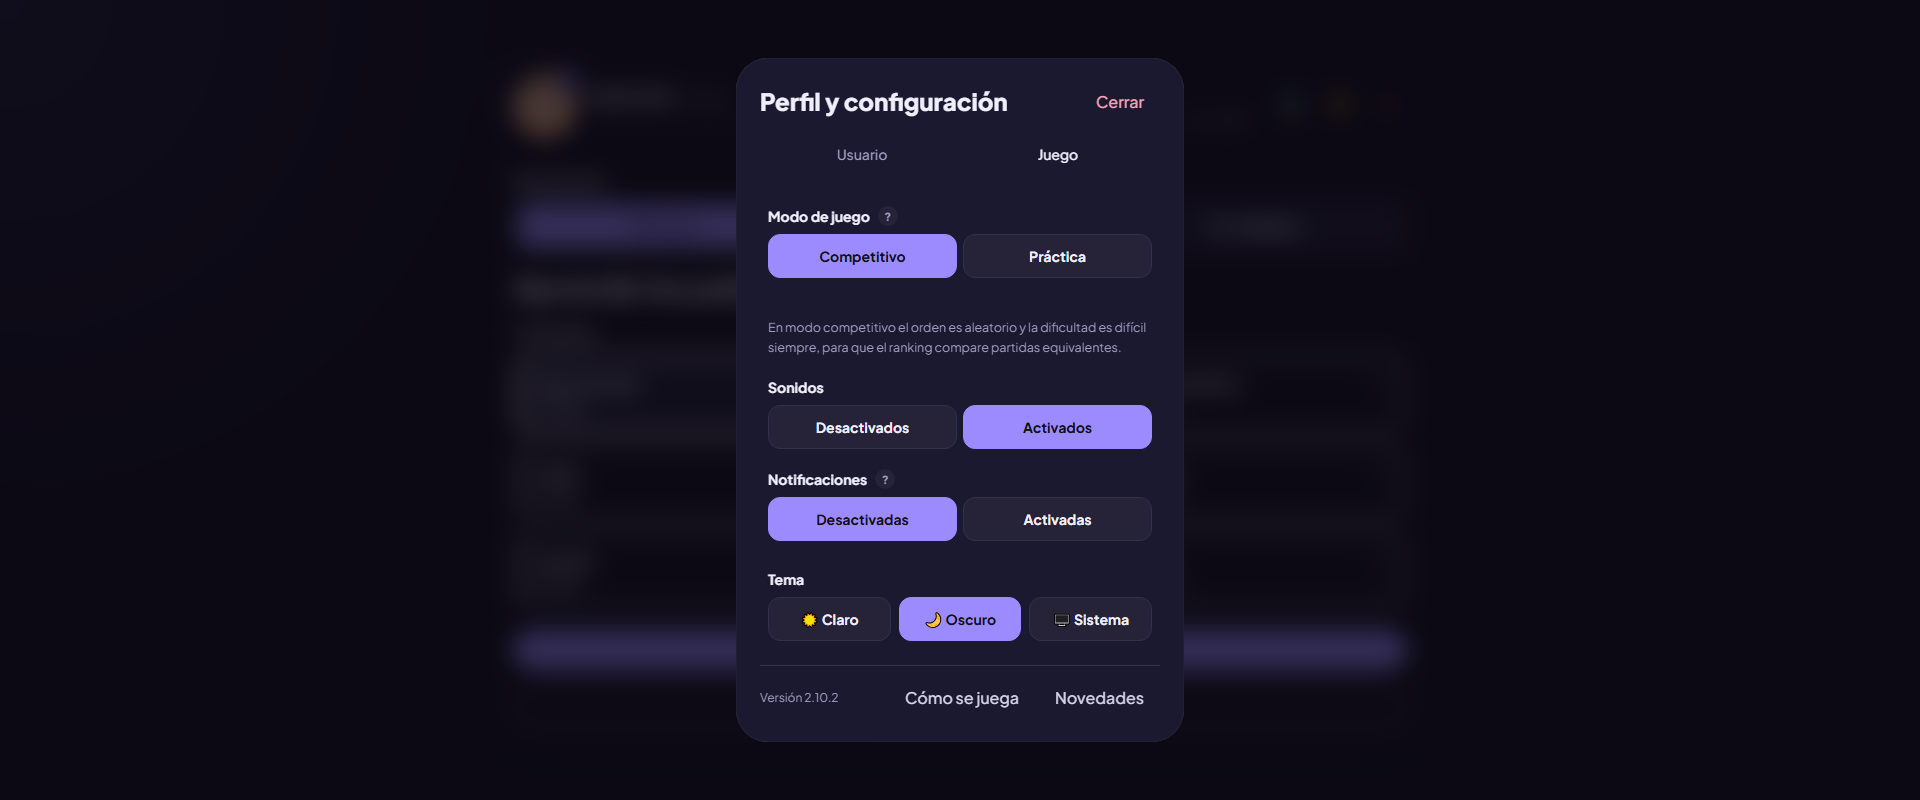 Perfil y configuración
Cerrar
Usuario
Juego
Modo de juego ?
Competitivo
Práctica
En modo competitivo el orden es aleatorio y la dificultad es difícil
siempre, para que el ranking compare partidas equivalentes.
Sonidos
Desactivados
Activados
Notificaciones ?
Desactivadas
Activadas
Tema
Claro
Oscuro
Sistema
Versión 2.10.2
Cómo se juega
Novedades